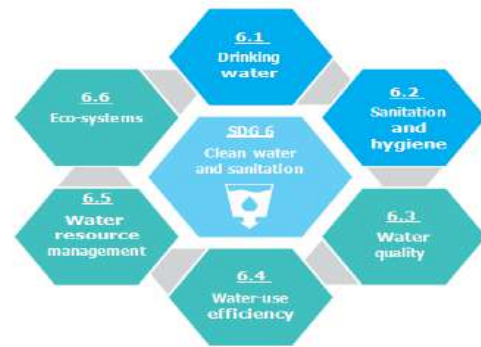 6.1
Drinking
water
6.2
Sanitation
and
hygiene
6.3
Water
quality
6.4
Water-use
efficiency
6.5
Water
resource
management
6.6
Eco-systems
SDG 6
Clean water
and sanitation